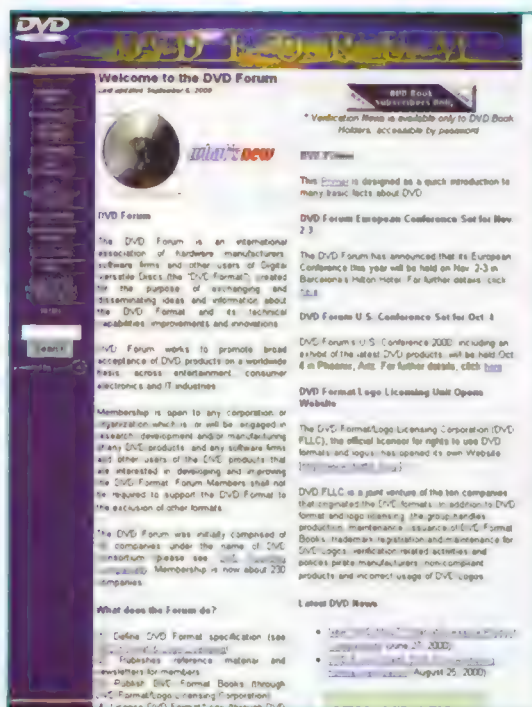 DVD
Welcome to the DVD Forum
Last updated: September 5, 2000
what's new
DVD Forum
The DVD Forum is an international
association of hardware manufacturers,
software firms and other users of Digital
Versatile Discs (the "DVD Format"), created
for the purpose of exchanging and
disseminating ideas and information about
the DVD Format and its technical
capabilities, improvements and innovations.
DVD Forum works to promote broad
acceptance of DVD products on a worldwide
basis, across entertainment, consumer
electronics and IT industries.
Membership is open to any corporation or
organization which is or will be engaged in
research, development and/or manufacturing
of any DVD products, and any software firms
and other users of the DVD products that
are interested in developing and improving
the DVD Format. Forum Members shall not
be required to support the DVD Format to
the exclusion of other formats.
The DVD Forum was initially comprised of
companies under the name of DVD
Consortium (please see
Membership is now about 230
companies.
What does the Forum do?
Define DVD Format specification (see
Publishes reference material and
newsletters for members
Publish DVD Format Books (through
DVD Format/Logo Licensing Corporation)
DVD Book
Subscribers Only
* Verification News is available only to DVD Book
Holders, accessible by password
DVD Primer
This Primer is designed as a quick introduction to
many basic facts about DVD.
DVD Forum European Conference Set for Nov.
2-3
The DVD Forum has announced that its European
Conference this year will be held on Nov. 2-3 in
Barcelona's Hilton Hotel. For further details, click
here
DVD Forum U.S. Conference Set for Oct. 4
DVD Forum's U.S. Conference 2000, including an
exhibit of the latest DVD products, will be held Oct.
4 in Phoenix, Ariz. For further details, click here
DVD Format Logo Licensing Unit Opens
Website
The DVD Format/Logo Licensing Corporation (DVD
FLLC), the official licensor for rights to use DVD
formats and logos, has opened its own Website
DVD FLLC is a joint venture of the ten companies
that originated the DVD formats. In addition to DVD
format and logo licensing, the group handles
production, maintenance, issuance of DVD Format
Books, trademark registration and maintenance for
DVD Logos, verification related activities and
polices pirate manufacturers, non-compliant
products and incorrect usage of DVD Logos.
Latest DVD News
(June 27, 2000)
August 25, 2000)